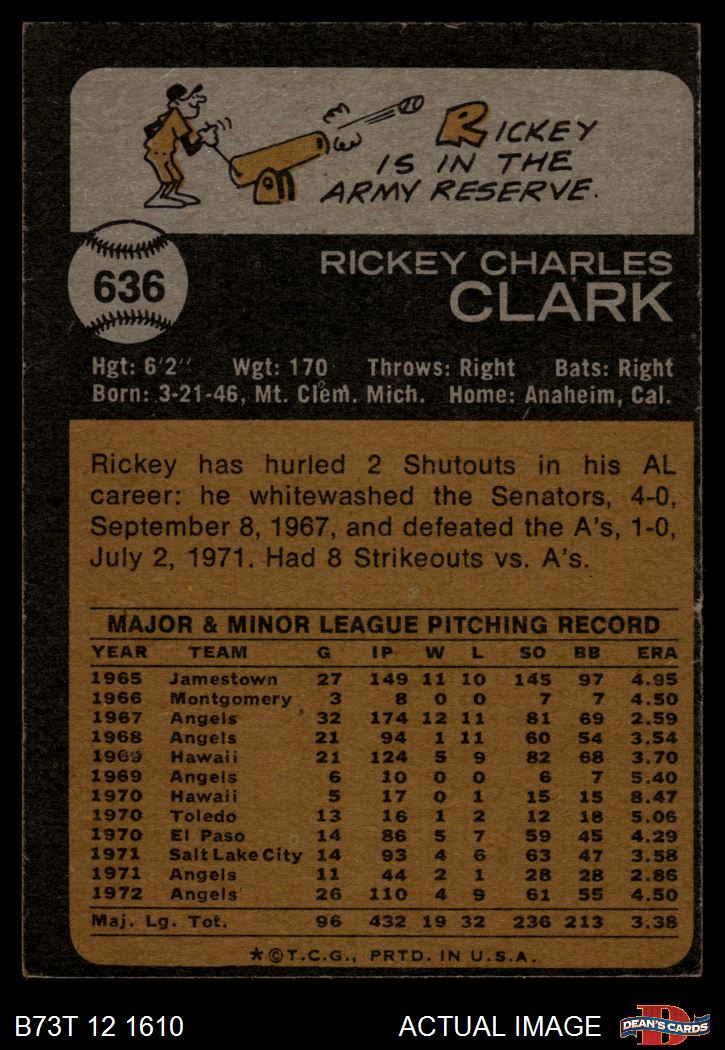 RICKEY
IS IN THE
ARMY RESERVE.
636
RICKEY CHARLES
CLARK
Hgt: 6'2'' Wgt: 170 Throws: Right Bats: Right
Born: 3-21-46, Mt. Clem. Mich. Home: Anaheim, Cal.
Rickey has hurled 2 Shutouts in his AL
career: he whitewashed the Senators, 4-0,
September 8, 1967, and defeated the A's, 1-0,
July 2, 1971. Had 8 Strikeouts vs. A's.
MAJOR & MINOR LEAGUE PITCHING RECORD
YEAR TEAM G IP W L SO BB ERA
1965 Jamestown 27 149 11 10 145 97 4.95
1966 Montgomery 3 8 0 0 7 7 4.50
1967 Angels 32 174 12 11 81 69 2.59
1968 Angels 21 94 1 11 60 54 3.54
1969 Hawaii 21 124 5 9 82 68 3.70
1969 Angels 6 10 0 0 6 7 5.40
1970 Hawaii 5 17 0 1 15 15 8.47
1970 Toledo 13 16 1 2 12 18 5.06
1970 El Paso 14 86 5 7 59 45 4.29
1971 Salt Lake City 14 93 4 6 63 47 3.58
1971 Angels 11 44 2 1 28 28 2.86
1972 Angels 26 110 4 9 61 55 4.50
Maj. Lg. Tot. 96 432 19 32 236 213 3.38
*©T.C.G., PRTD. IN U.S.A.
B73T 12 1610 ACTUAL IMAGE D DEAN'S CARDS